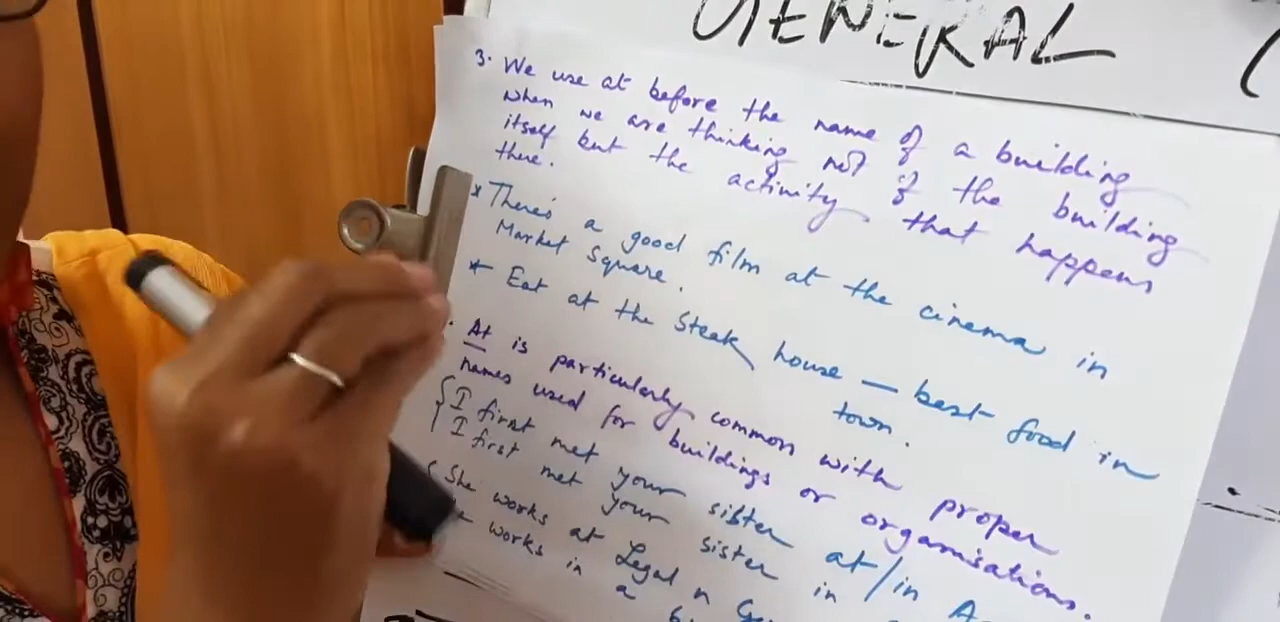 GENERAL (
3. We use at before the name of a building
when we are thinking not of the building
itself but the activity that happens
there.
* There's a good film at the cinema in
Market Square.
* Eat at the Steak house — best food in
town.
. At is particularly common with proper
names used for buildings or organisations.
{ I first met your sister at/in
I first met your sister in
{ She works at Legal n
works in a